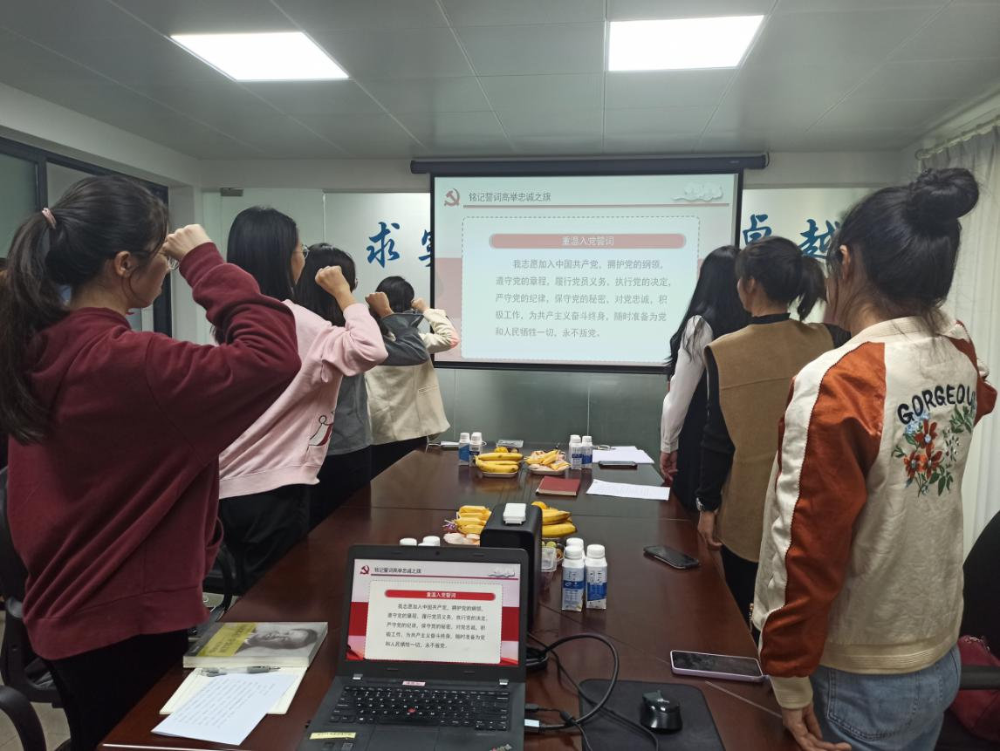 铭记誓词高举忠诚之旗
重温入党誓词
我志愿加入中国共产党，拥护党的纲领，
遵守党的章程，履行党员义务，执行党的决定，
严守党的纪律，保守党的秘密，对党忠诚，积
极工作，为共产主义奋斗终身，随时准备为党
和人民牺牲一切，永不叛党。
求
卓越
GORGEOU
铭记誓词高举忠诚之旗
重温入党誓词
我志愿加入中国共产党，拥护党的纲领，
遵守党的章程，履行党员义务，执行党的决定，
严守党的纪律，保守党的秘密，对党忠诚，积
极工作，为共产主义奋斗终身，随时准备为党
和人民牺牲一切，永不叛党。